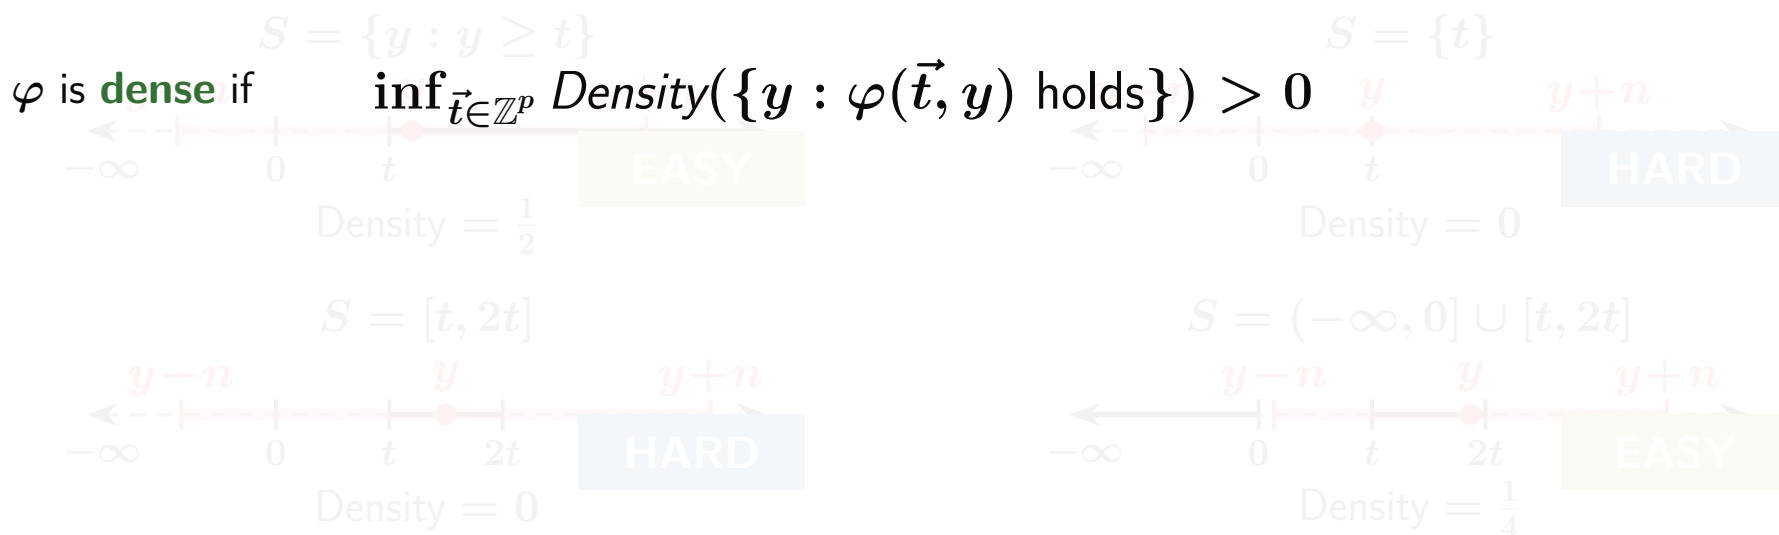 S = {y : y ≥ t}
S = {t}
φ is dense if inf_{t⃗∈ℤ^p} Density({y : φ(t⃗, y) holds}) > 0
y
y+n
−∞ 0 t EASY
−∞ 0 t HARD
Density = 1/2
Density = 0
S = [t, 2t]
S = (−∞, 0] ∪ [t, 2t]
y−n y y+n
y−n y y+n
−∞ 0 t 2t HARD
−∞ 0 t 2t EASY
Density = 0
Density = 1/4